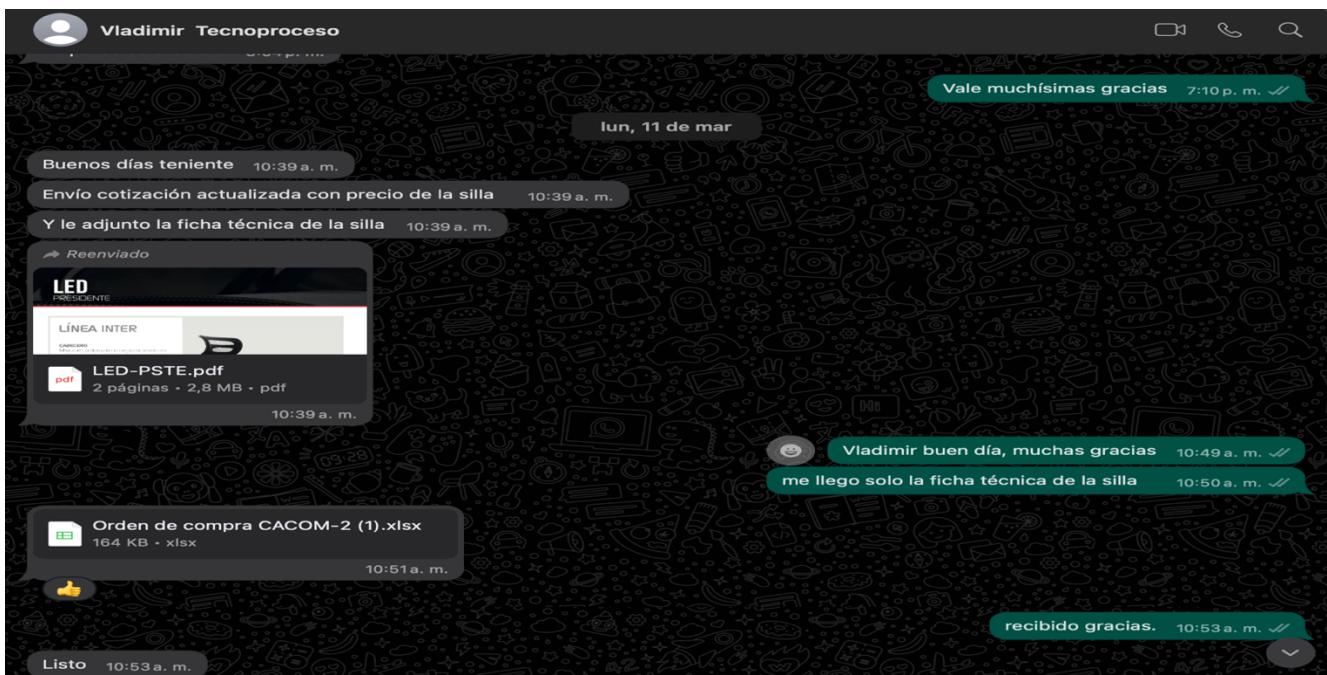 Vladimir Tecnoproceso
Vale muchísimas gracias 7:10 p. m.
lun, 11 de mar
Buenos días teniente 10:39 a. m.
Envío cotización actualizada con precio de la silla 10:39 a. m.
Y le adjunto la ficha técnica de la silla 10:39 a. m.
Reenviado
LED
PRESIDENTE
LÍNEA INTER
CABECERO
pdf
LED-PSTE.pdf
2 páginas • 2,8 MB • pdf
10:39 a. m.
Vladimir buen día, muchas gracias 10:49 a. m.
me llego solo la ficha técnica de la silla 10:50 a. m.
Orden de compra CACOM-2 (1).xlsx
164 KB • xlsx
10:51 a. m.
recibido gracias. 10:53 a. m.
Listo 10:53 a. m.